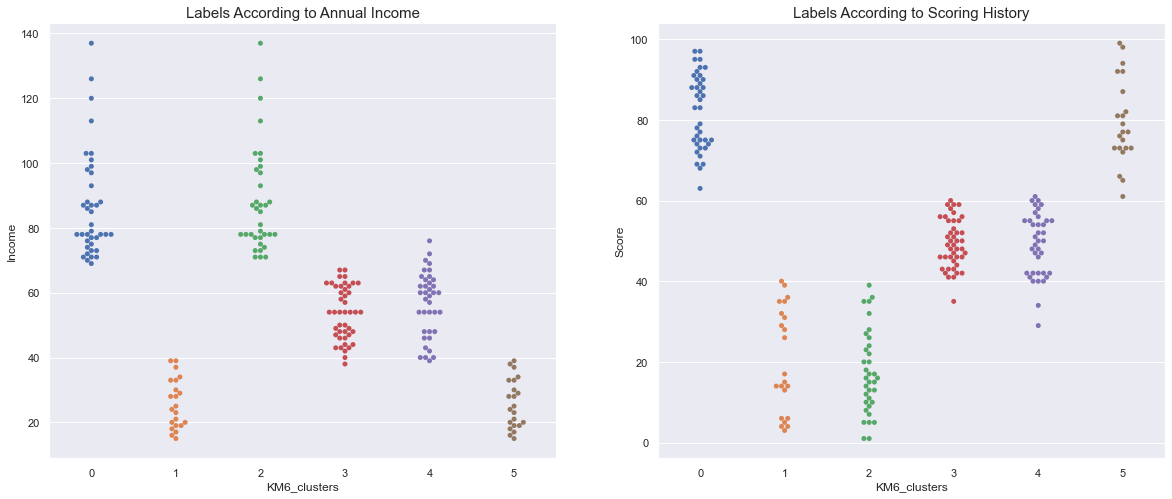 Labels According to Annual Income
140
120
100
80
60
40
20
Income
0 1 2 3 4 5
KM6_clusters
Labels According to Scoring History
100
80
60
40
20
0
Score
0 1 2 3 4 5
KM6_clusters